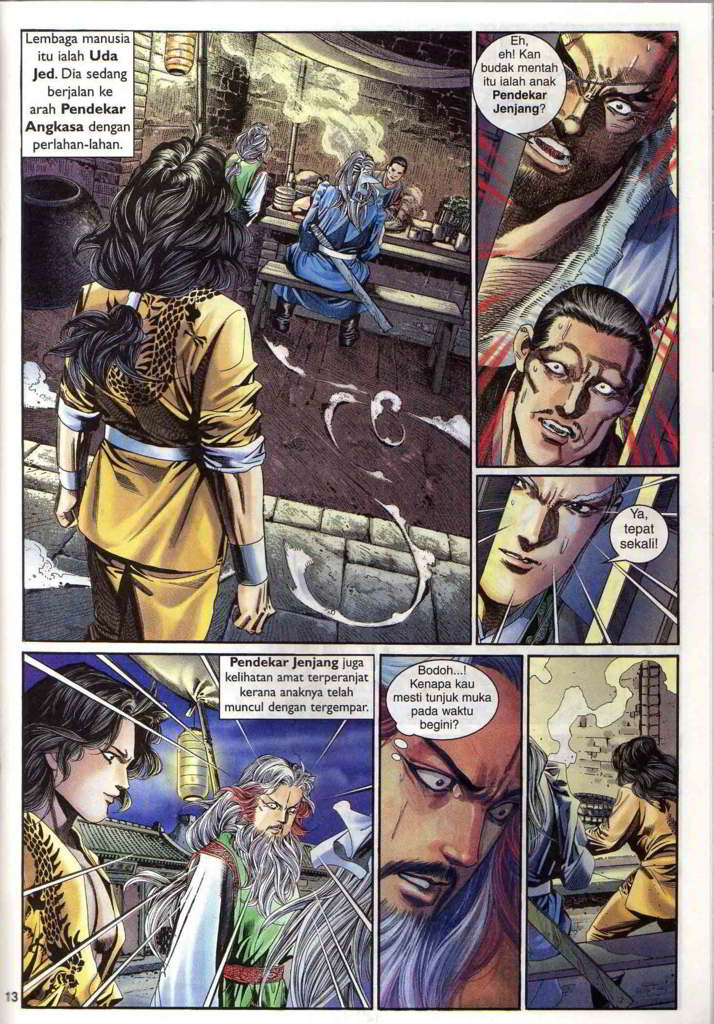 Lembaga manusia
itu ialah Uda
Jed. Dia sedang
berjalan ke
arah Pendekar
Angkasa dengan
perlahan-lahan.
Eh,
eh! Kan
budak mentah
itu ialah anak
Pendekar
Jenjang?
Ya,
tepat
sekali!
Pendekar Jenjang juga
kelihatan amat terperanjat
kerana anaknya telah
muncul dengan tergempar.
Bodoh...!
Kenapa kau
mesti tunjuk muka
pada waktu
begini?
13